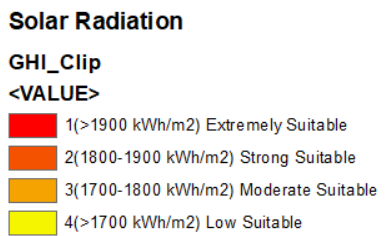 Solar Radiation
GHI_Clip
<VALUE>
1(>1900 kWh/m2) Extremely Suitable
2(1800-1900 kWh/m2) Strong Suitable
3(1700-1800 kWh/m2) Moderate Suitable
4(>1700 kWh/m2) Low Suitable